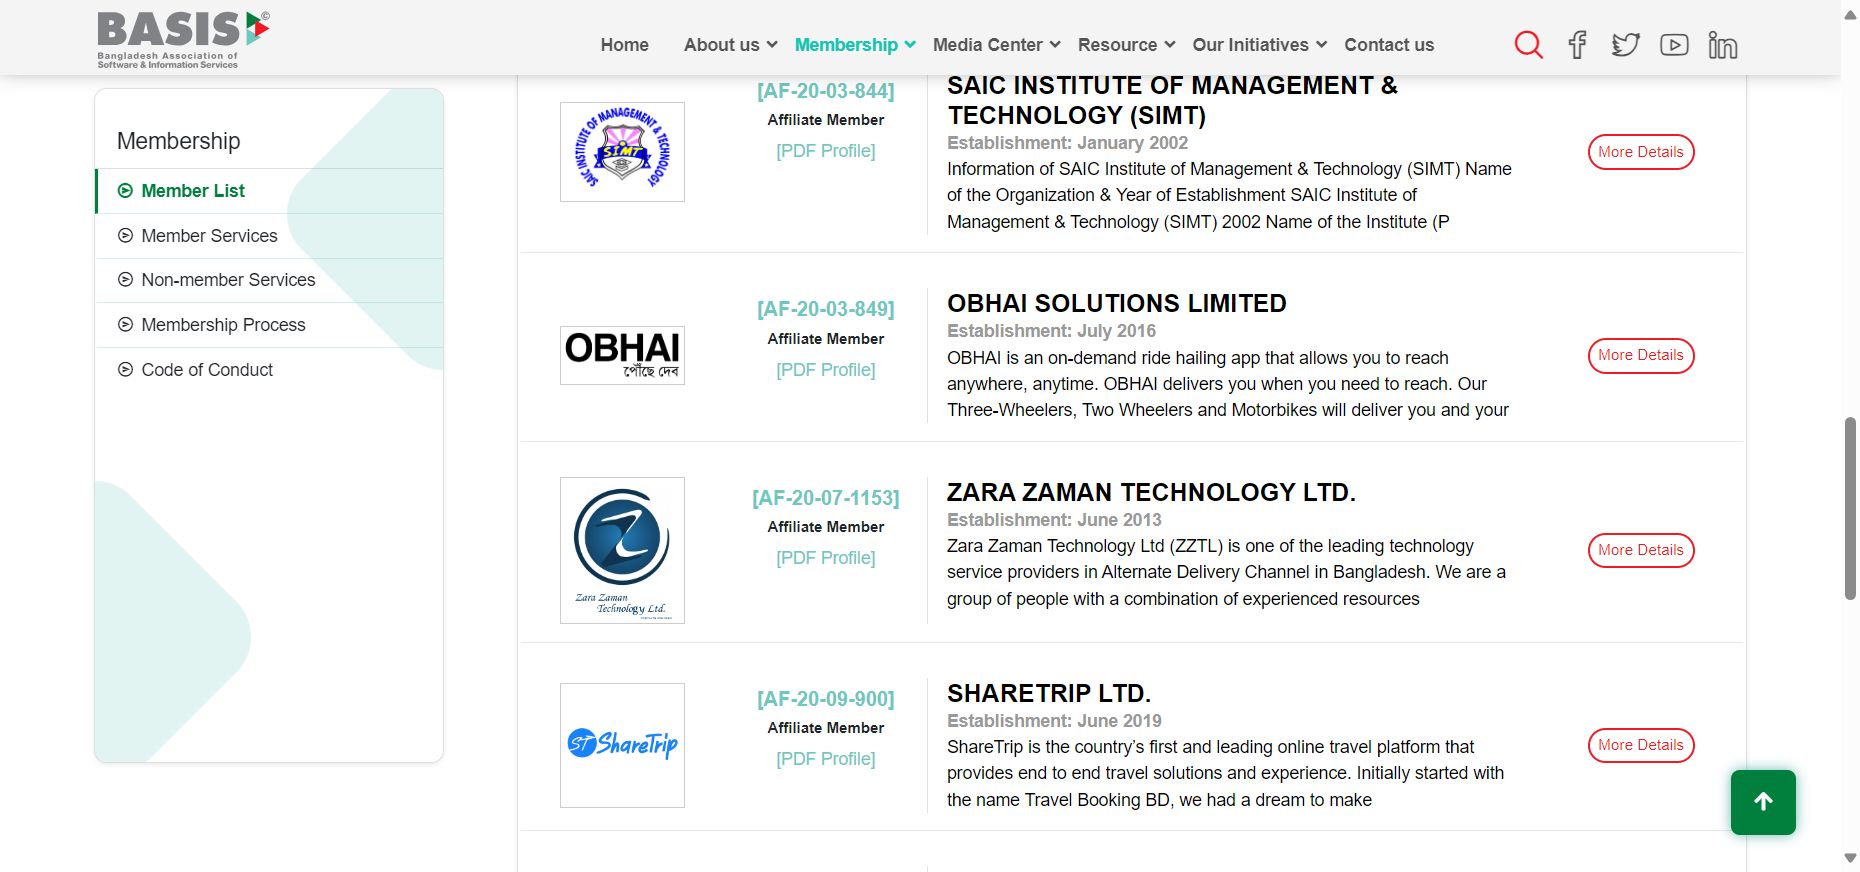 BASIS ©
Bangladesh Association of
Software & Information Services
Home
About us
Membership
Media Center
Resource
Our Initiatives
Contact us
Membership
Member List
Member Services
Non-member Services
Membership Process
Code of Conduct
SAIC INSTITUTE OF MANAGEMENT & TECHNOLOGY
SIMT
[AF-20-03-844]
Affiliate Member
[PDF Profile]
SAIC INSTITUTE OF MANAGEMENT &
TECHNOLOGY (SIMT)
Establishment: January 2002
Information of SAIC Institute of Management & Technology (SIMT) Name
of the Organization & Year of Establishment SAIC Institute of
Management & Technology (SIMT) 2002 Name of the Institute (P
More Details
OBHAI
পৌঁছে দেব
[AF-20-03-849]
Affiliate Member
[PDF Profile]
OBHAI SOLUTIONS LIMITED
Establishment: July 2016
OBHAI is an on-demand ride hailing app that allows you to reach
anywhere, anytime. OBHAI delivers you when you need to reach. Our
Three-Wheelers, Two Wheelers and Motorbikes will deliver you and your
More Details
Zara Zaman
Technology Ltd.
[AF-20-07-1153]
Affiliate Member
[PDF Profile]
ZARA ZAMAN TECHNOLOGY LTD.
Establishment: June 2013
Zara Zaman Technology Ltd (ZZTL) is one of the leading technology
service providers in Alternate Delivery Channel in Bangladesh. We are a
group of people with a combination of experienced resources
More Details
ST ShareTrip
[AF-20-09-900]
Affiliate Member
[PDF Profile]
SHARETRIP LTD.
Establishment: June 2019
ShareTrip is the country’s first and leading online travel platform that
provides end to end travel solutions and experience. Initially started with
the name Travel Booking BD, we had a dream to make
More Details